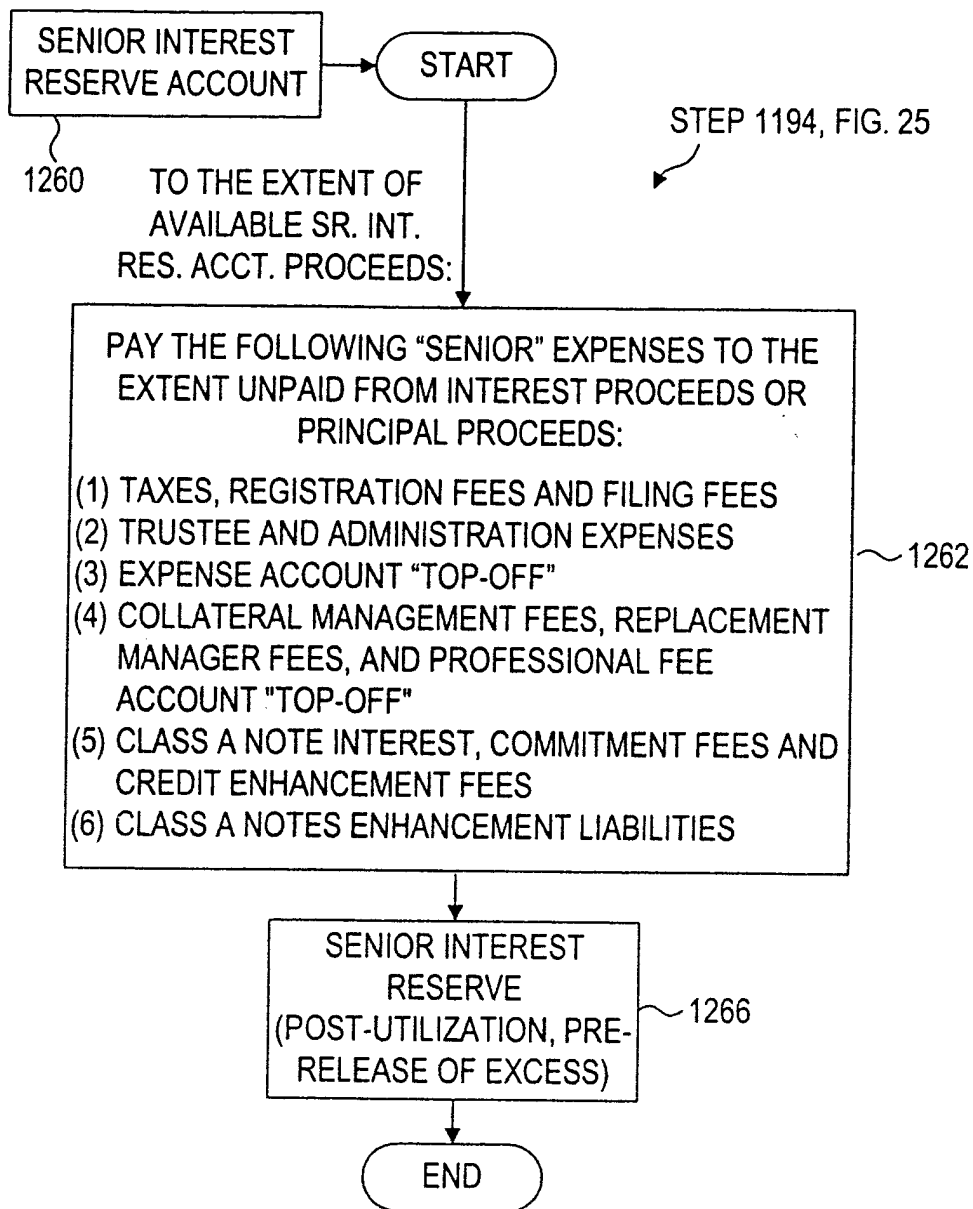 SENIOR INTEREST
RESERVE ACCOUNT
START
STEP 1194, FIG. 25
1260
TO THE EXTENT OF
AVAILABLE SR. INT.
RES. ACCT. PROCEEDS:
PAY THE FOLLOWING “SENIOR” EXPENSES TO THE
EXTENT UNPAID FROM INTEREST PROCEEDS OR
PRINCIPAL PROCEEDS:
(1) TAXES, REGISTRATION FEES AND FILING FEES
(2) TRUSTEE AND ADMINISTRATION EXPENSES
(3) EXPENSE ACCOUNT “TOP-OFF”
(4) COLLATERAL MANAGEMENT FEES, REPLACEMENT
MANAGER FEES, AND PROFESSIONAL FEE
ACCOUNT "TOP-OFF"
(5) CLASS A NOTE INTEREST, COMMITMENT FEES AND
CREDIT ENHANCEMENT FEES
(6) CLASS A NOTES ENHANCEMENT LIABILITIES
1262
SENIOR INTEREST
RESERVE
(POST-UTILIZATION, PRE-
RELEASE OF EXCESS)
1266
END